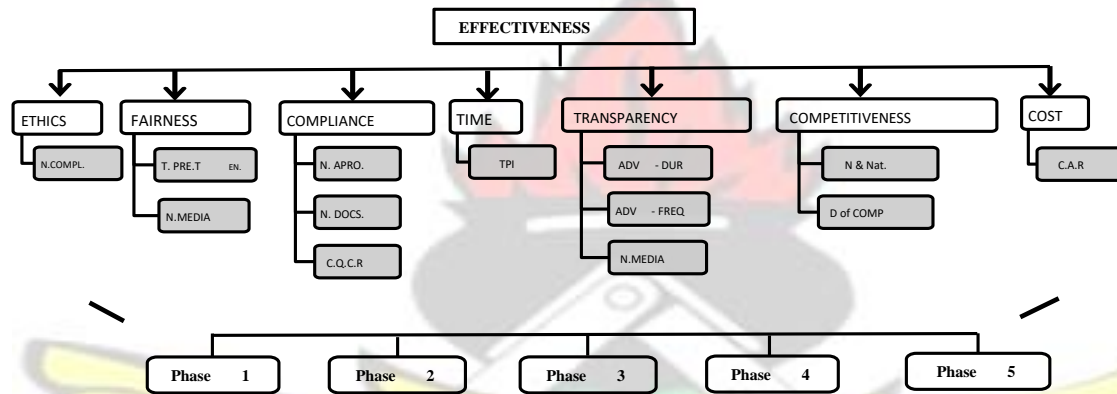 EFFECTIVENESS
ETHICS
FAIRNESS
COMPLIANCE
TIME
TRANSPARENCY
COMPETITIVENESS
COST
N.COMPL.
T. PRE.T EN.
N. APRO.
TPI
ADV - DUR
N & Nat.
C.A.R
N.MEDIA
N. DOCS.
ADV - FREQ
D of COMP
C.Q.C.R
N.MEDIA
Phase 1
Phase 2
Phase 3
Phase 4
Phase 5